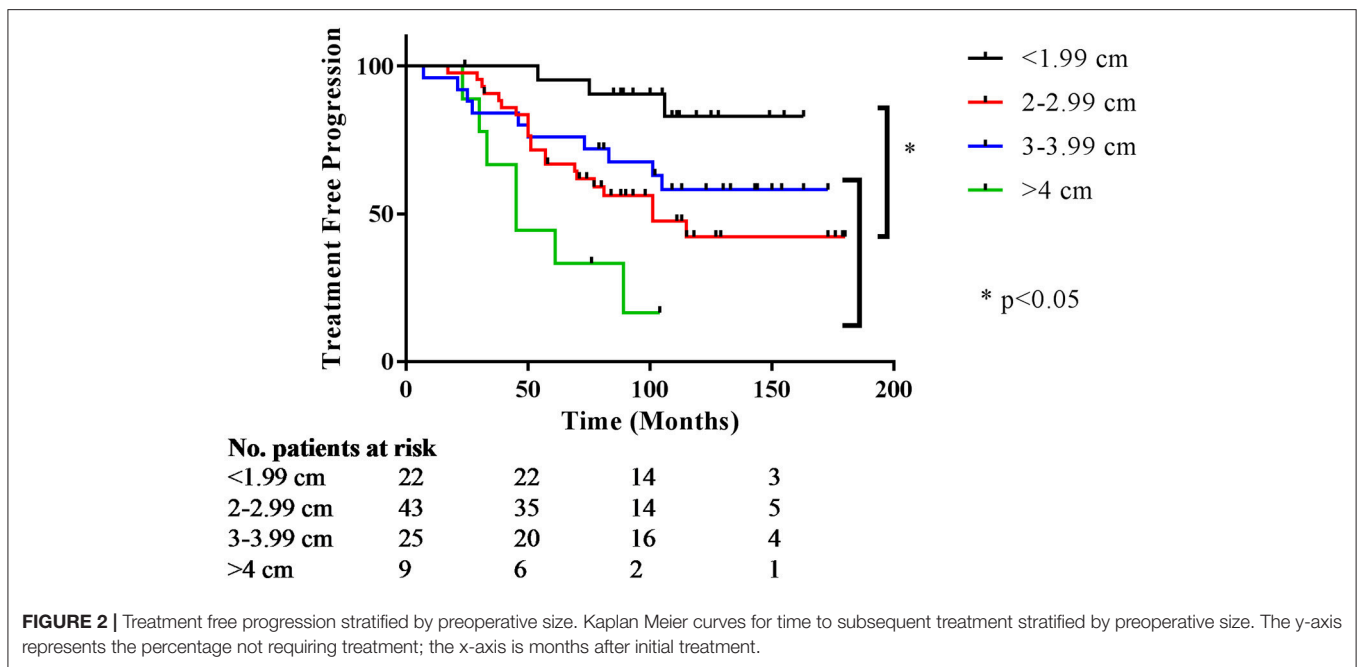 Treatment Free Progression
100
50
0
0 50 100 150 200
Time (Months)
<1.99 cm
2-2.99 cm
3-3.99 cm
>4 cm
*
* p<0.05
No. patients at risk
<1.99 cm 22 22 14 3
2-2.99 cm 43 35 14 5
3-3.99 cm 25 20 16 4
>4 cm 9 6 2 1
FIGURE 2 | Treatment free progression stratified by preoperative size. Kaplan Meier curves for time to subsequent treatment stratified by preoperative size. The y-axis
represents the percentage not requiring treatment; the x-axis is months after initial treatment.